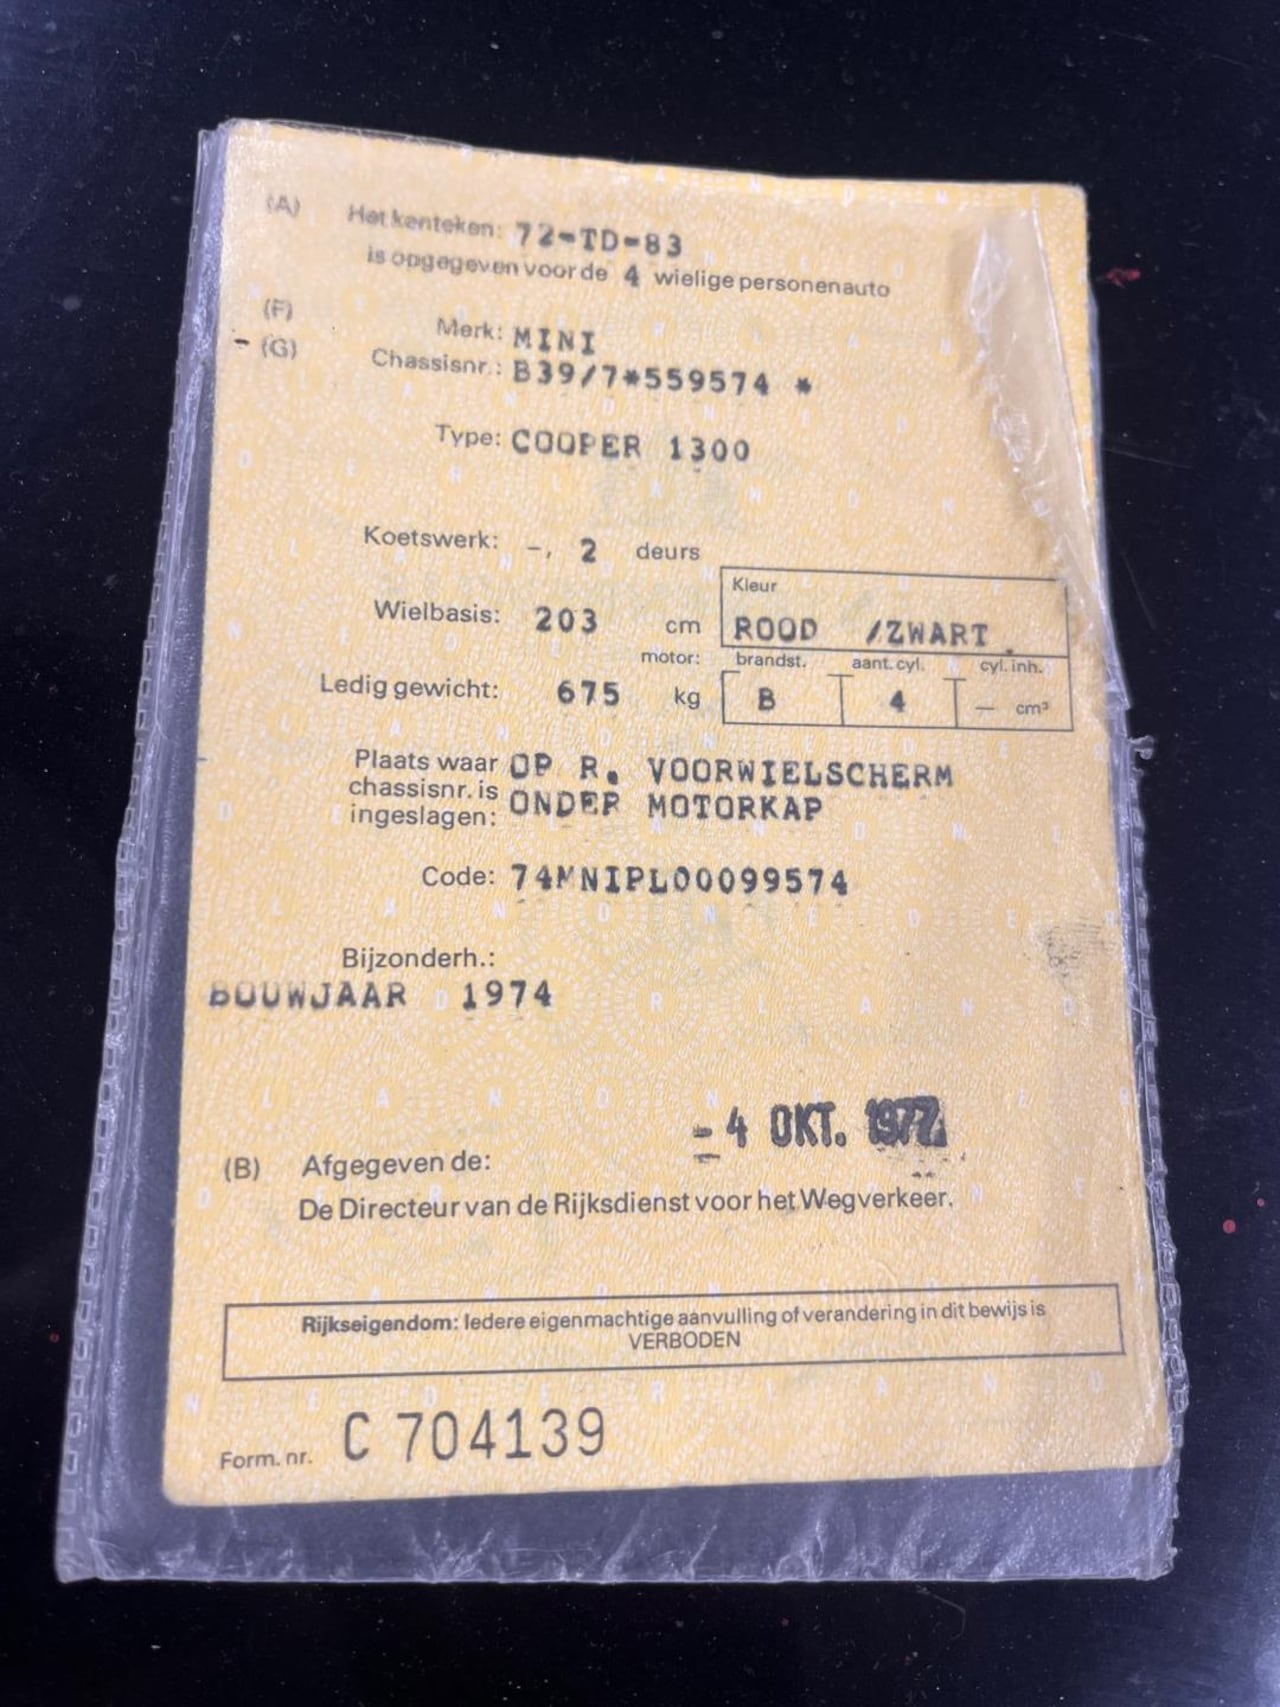 (A) Het kenteken: 72-TD-83
is opgegeven voor de 4 wielige personenauto
(F) Merk: MINI
- (G) Chassisnr.: B39/7*559574 *
Type: COOPER 1300
Koetswerk: -, 2 deurs
Kleur
Wielbasis: 203 cm ROOD /ZWART
motor: brandst. aant. cyl. cyl. inh.
Ledig gewicht: 675 kg B 4 — cm³
Plaats waar OP R. VOORWIELSCHERM
chassisnr. is ONDER MOTORKAP
ingeslagen:
Code: 74MNIPL00099574
Bijzonderh.:
BOUWJAAR 1974
- 4 OKT. 1977
(B) Afgegeven de:
De Directeur van de Rijksdienst voor het Wegverkeer.
Rijkseigendom: Iedere eigenmachtige aanvulling of verandering in dit bewijs is
VERBODEN
Form. nr. C 704139